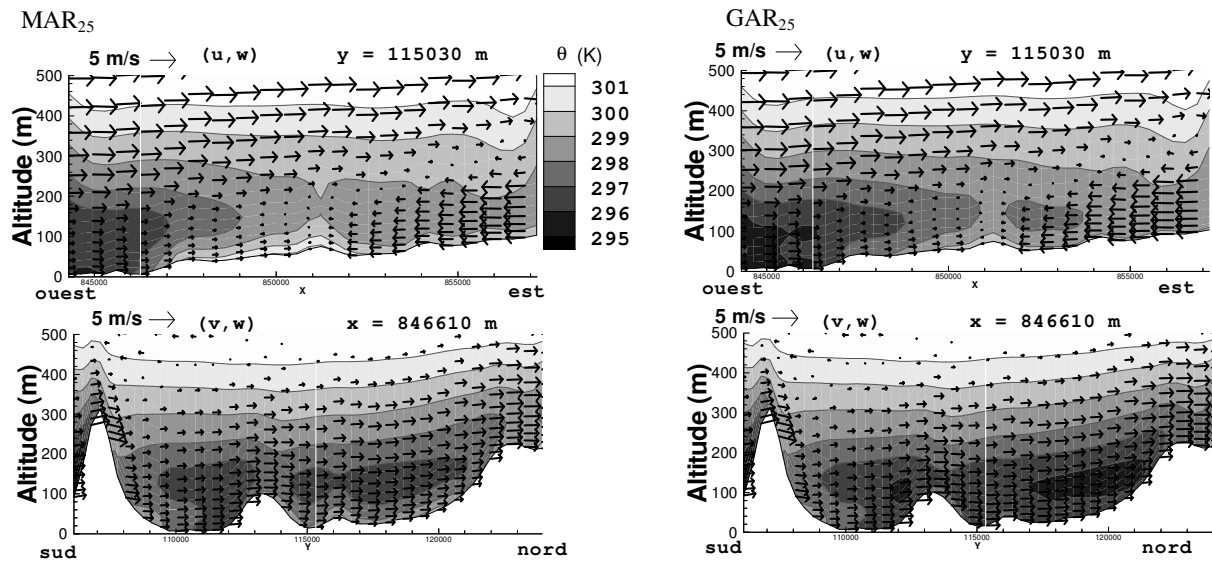 MAR25
GAR25
5 m/s (u,w) y = 115030 m
θ (K)
500
400
300
200
100
0
Altitude (m)
845000 850000 855000
x
ouest est
301
300
299
298
297
296
295
5 m/s (u,w) y = 115030 m
500
400
300
200
100
0
Altitude (m)
845000 850000 855000
x
ouest est
5 m/s (v,w) x = 846610 m
500
400
300
200
100
0
Altitude (m)
110000 115000 120000
Y
sud nord
5 m/s (v,w) x = 846610 m
500
400
300
200
100
0
Altitude (m)
110000 115000 120000
Y
sud nord